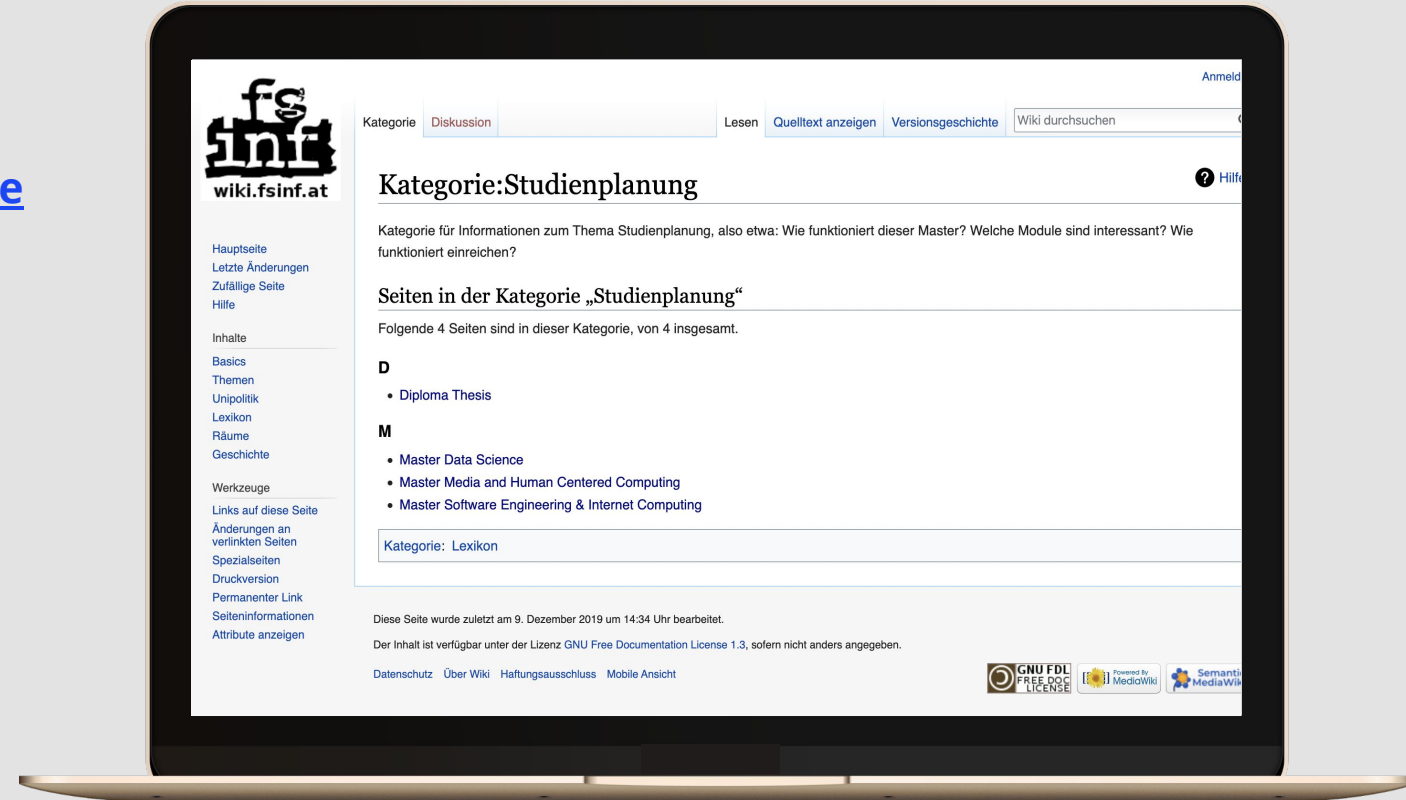 e
fsinf
wiki.fsinf.at
Hauptseite
Letzte Änderungen
Zufällige Seite
Hilfe
Inhalte
Basics
Themen
Unipolitik
Lexikon
Räume
Geschichte
Werkzeuge
Links auf diese Seite
Änderungen an
verlinkten Seiten
Spezialseiten
Druckversion
Permanenter Link
Seiteninformationen
Attribute anzeigen
Anmeld
Kategorie Diskussion Lesen Quelltext anzeigen Versionsgeschichte Wiki durchsuchen
Kategorie:Studienplanung
Hilfe
Kategorie für Informationen zum Thema Studienplanung, also etwa: Wie funktioniert dieser Master? Welche Module sind interessant? Wie
funktioniert einreichen?
Seiten in der Kategorie „Studienplanung“
Folgende 4 Seiten sind in dieser Kategorie, von 4 insgesamt.
D
• Diploma Thesis
M
• Master Data Science
• Master Media and Human Centered Computing
• Master Software Engineering & Internet Computing
Kategorie: Lexikon
Diese Seite wurde zuletzt am 9. Dezember 2019 um 14:34 Uhr bearbeitet.
Der Inhalt ist verfügbar unter der Lizenz GNU Free Documentation License 1.3, sofern nicht anders angegeben.
Datenschutz Über Wiki Haftungsausschluss Mobile Ansicht
GNU FDL
FREE DOC
LICENSE
Powered By
MediaWiki
Semanti
MediaWik